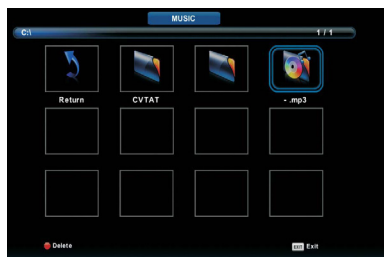 MUSIC
C:\ 1 / 1
Return CVTAT - .mp3
Delete EXIT Exit